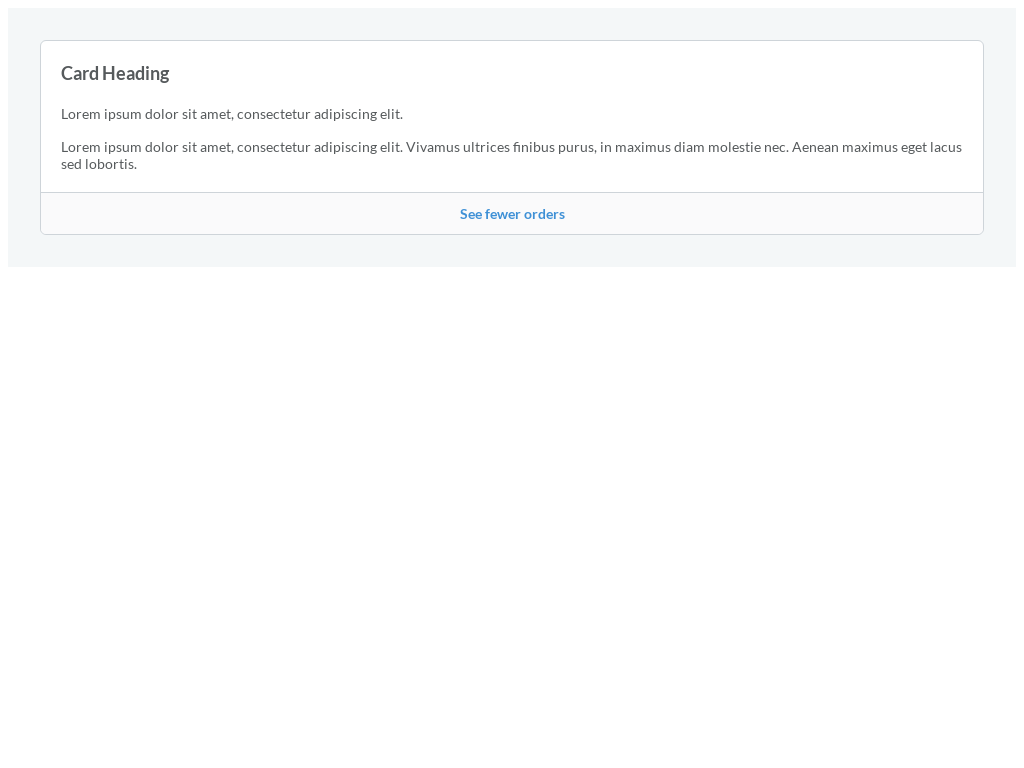 Card Heading
Lorem ipsum dolor sit amet, consectetur adipiscing elit.
Lorem ipsum dolor sit amet, consectetur adipiscing elit. Vivamus ultrices finibus purus, in maximus diam molestie nec. Aenean maximus eget lacus
sed lobortis.
See fewer orders